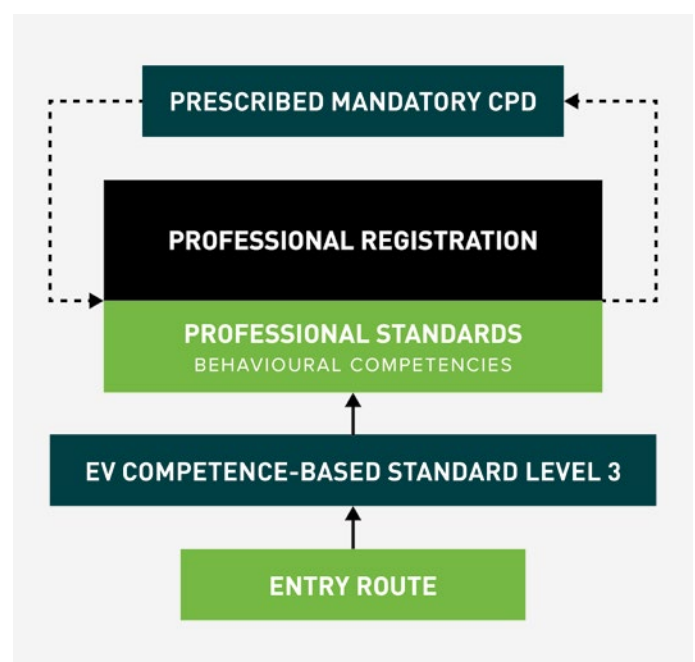 PRESCRIBED MANDATORY CPD
PROFESSIONAL REGISTRATION
PROFESSIONAL STANDARDS
BEHAVIOURAL COMPETENCIES
EV COMPETENCE-BASED STANDARD LEVEL 3
ENTRY ROUTE